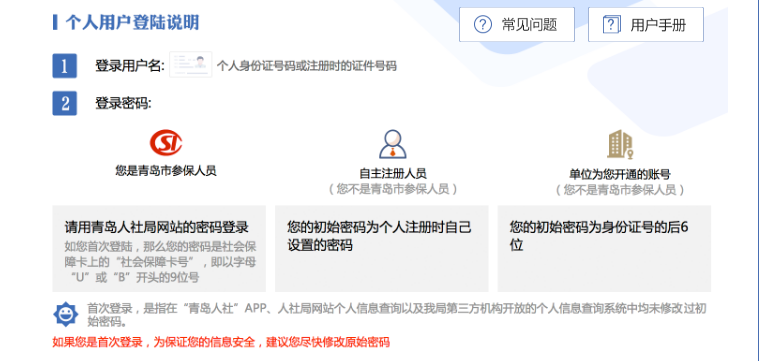 个人用户登陆说明
常见问题
用户手册
1 登录用户名: 个人身份证号码或注册时的证件号码
2 登录密码:
SI
您是青岛市参保人员
自主注册人员
（您不是青岛市参保人员）
单位为您开通的账号
（您不是青岛市参保人员）
请用青岛人社局网站的密码登录
如您首次登陆，那么您的密码是社会保
障卡上的“社会保障卡号”，即以字母
“U”或“B”开头的9位号
您的初始密码为个人注册时自己
设置的密码
您的初始密码为身份证号的后6
位
首次登录，是指在“青岛人社”APP、人社局网站个人信息查询以及我局第三方机构开放的个人信息查询系统中均未修改过初
始密码。
如果您是首次登录，为保证您的信息安全，建议您尽快修改原始密码